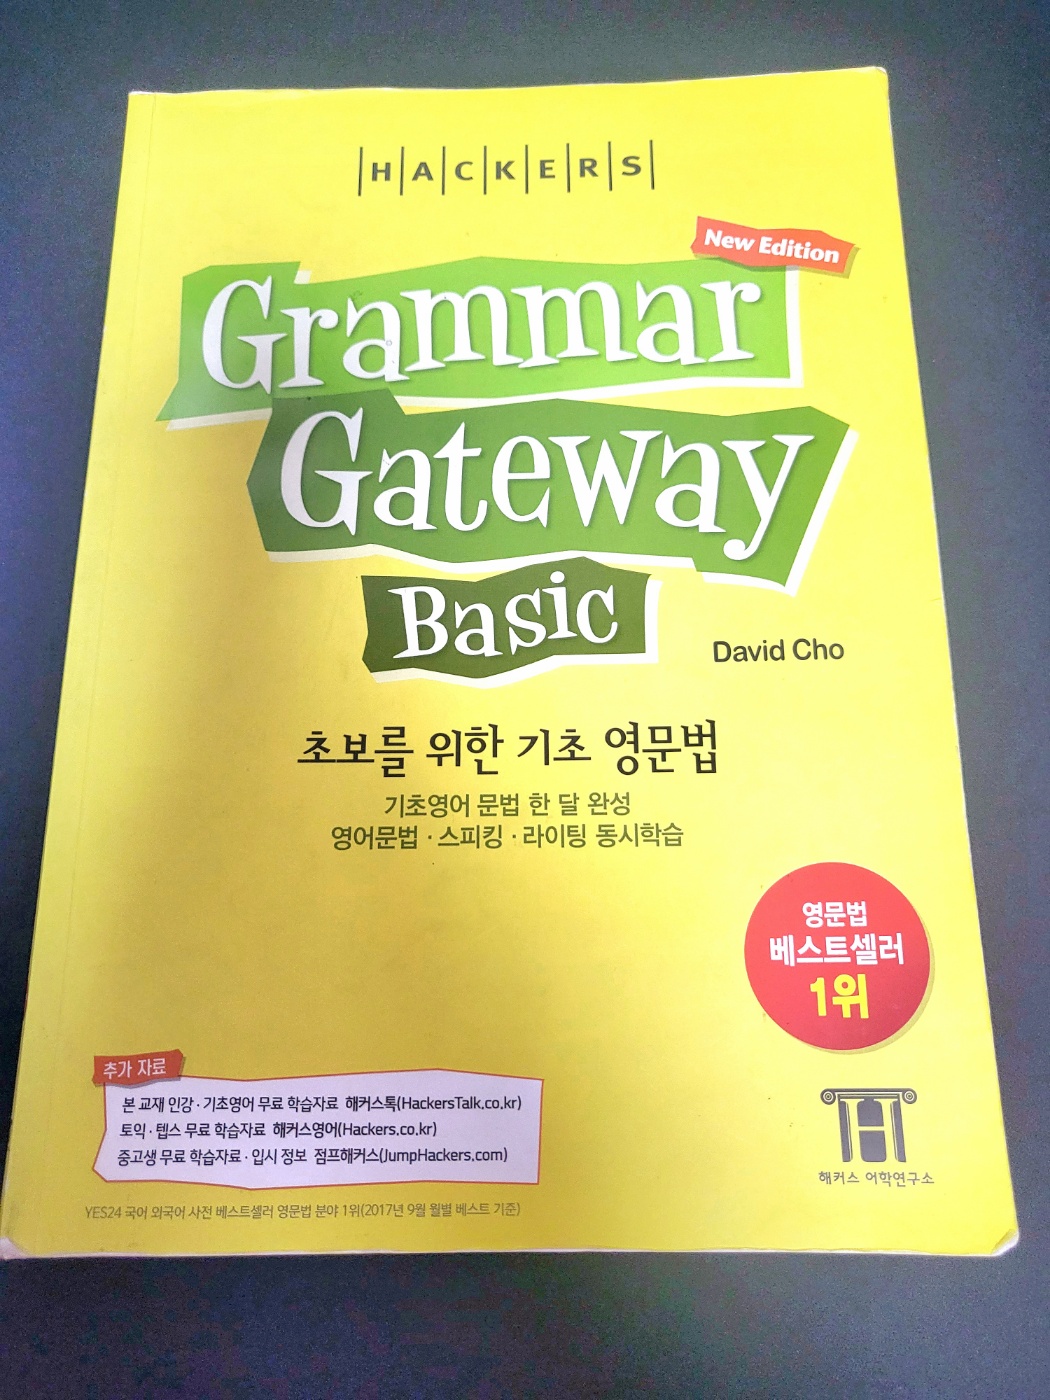 HACKERS
New Edition
Grammar
Gateway
Basic
David Cho
초보를 위한 기초 영문법
기초영어 문법 한 달 완성
영어문법 · 스피킹 · 라이팅 동시학습
영문법
베스트셀러
1위
추가 자료
본 교재 인강 · 기초영어 무료 학습자료 해커스톡(HackersTalk.co.kr)
토익 · 텝스 무료 학습자료 해커스영어(Hackers.co.kr)
중고생 무료 학습자료 · 입시 정보 점프해커스(JumpHackers.com)
해커스 어학연구소
YES24 국어 외국어 사전 베스트셀러 영문법 분야 1위(2017년 9월 월별 베스트 기준)